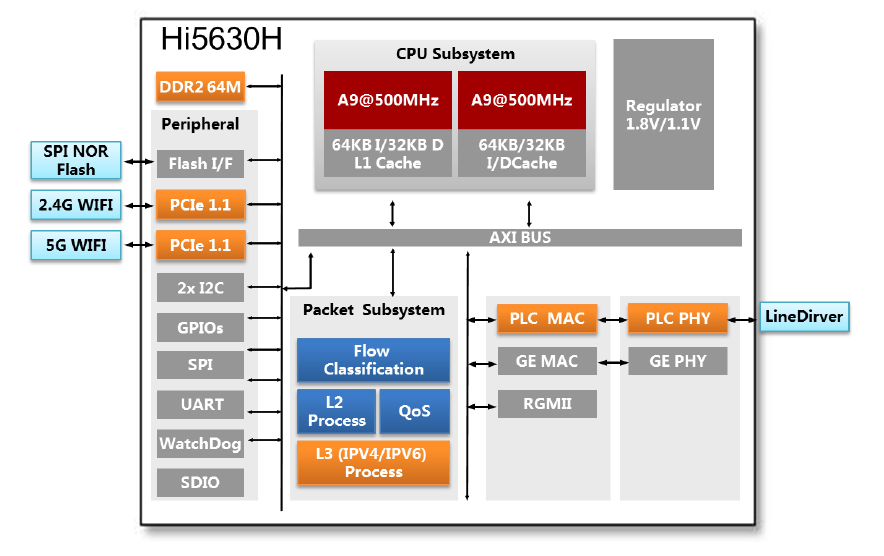 Hi5630H
CPU Subsystem
A9@500MHz
A9@500MHz
64KB I/32KB D
L1 Cache
64KB/32KB
I/DCache
Regulator
1.8V/1.1V
DDR2 64M
Peripheral
SPI NOR
Flash
Flash I/F
2.4G WIFI
PCIe 1.1
5G WIFI
PCIe 1.1
AXI BUS
2x I2C
GPIOs
SPI
UART
WatchDog
SDIO
Packet Subsystem
Flow
Classification
L2
Process
QoS
L3 (IPV4/IPV6)
Process
PLC MAC
PLC PHY
LineDirver
GE MAC
GE PHY
RGMII